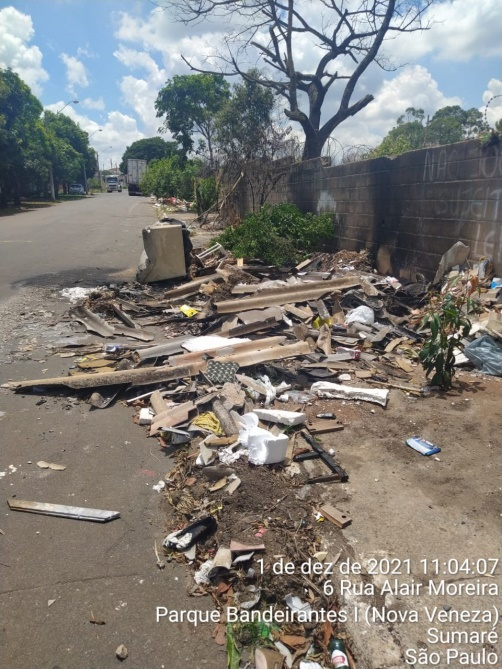 1 de dez de 2021 11:04:07
6 Rua Alair Moreira
Parque Bandeirantes I (Nova Veneza)
Sumaré
São Paulo